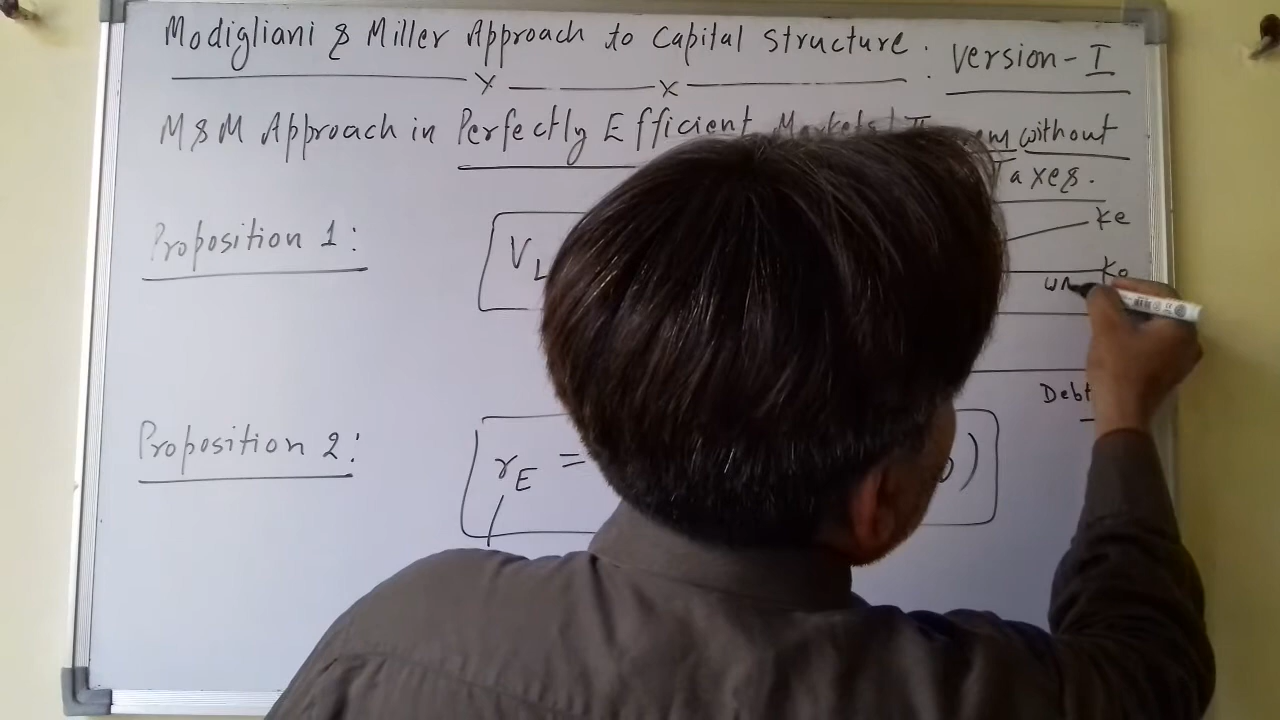 Modigliani & Miller Approach to Capital Structure : Version-I
M&M Approach in Perfectly Efficient Markets without
Taxes.
Ke
Proposition 1:
VL
Ko
Debt
Proposition 2:
rE =
)